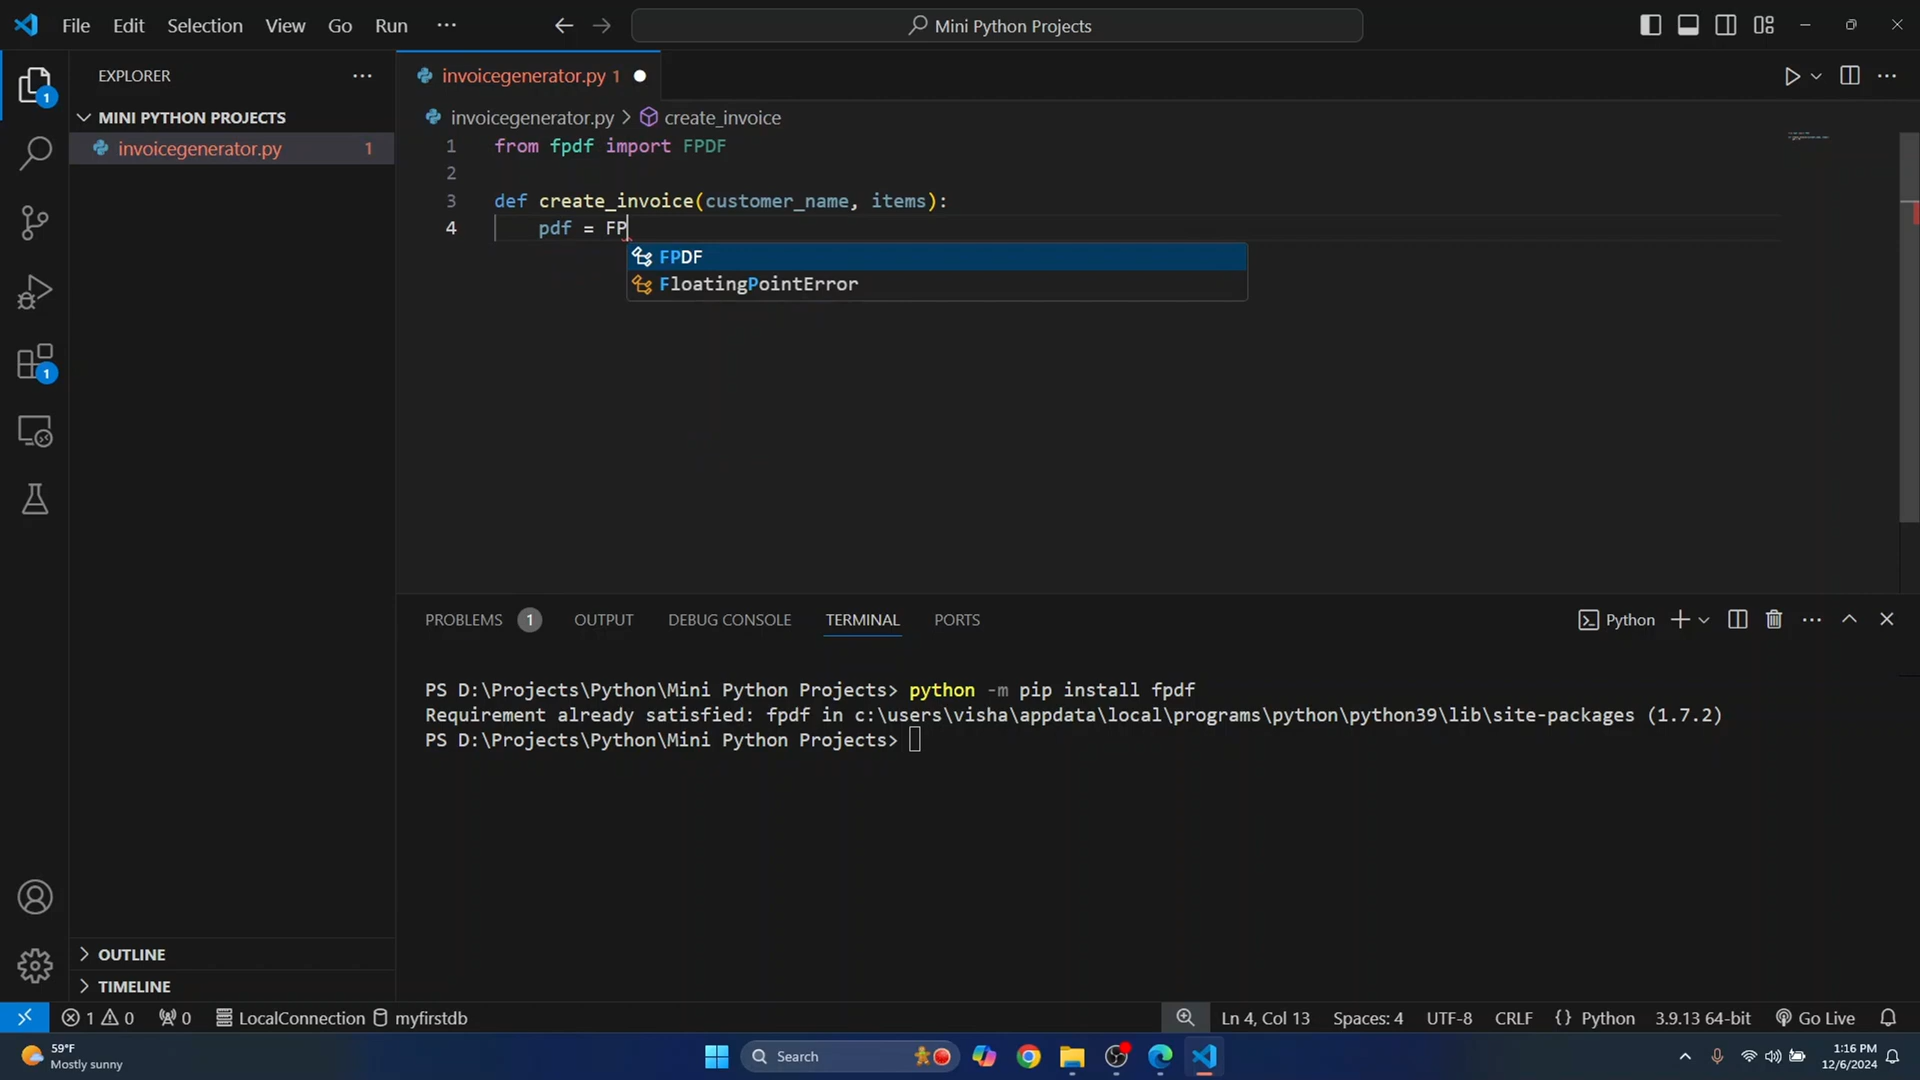 File Edit Selection View Go Run ···
Mini Python Projects
EXPLORER ···
invoicegenerator.py 1
MINI PYTHON PROJECTS
invoicegenerator.py > create_invoice
invoicegenerator.py 1
1 from fpdf import FPDF
2
3 def create_invoice(customer_name, items):
4 pdf = FP
FPDF
FloatingPointError
1
1
PROBLEMS 1 OUTPUT DEBUG CONSOLE TERMINAL PORTS
Python
PS D:\Projects\Python\Mini Python Projects> python -m pip install fpdf
Requirement already satisfied: fpdf in c:\users\visha\appdata\local\programs\python\python39\lib\site-packages (1.7.2)
PS D:\Projects\Python\Mini Python Projects>
OUTLINE
TIMELINE
1 0 0 LocalConnection myfirstdb
Ln 4, Col 13 Spaces: 4 UTF-8 CRLF {} Python 3.9.13 64-bit Go Live
59°F
Mostly sunny
Search
1:16 PM
12/6/2024